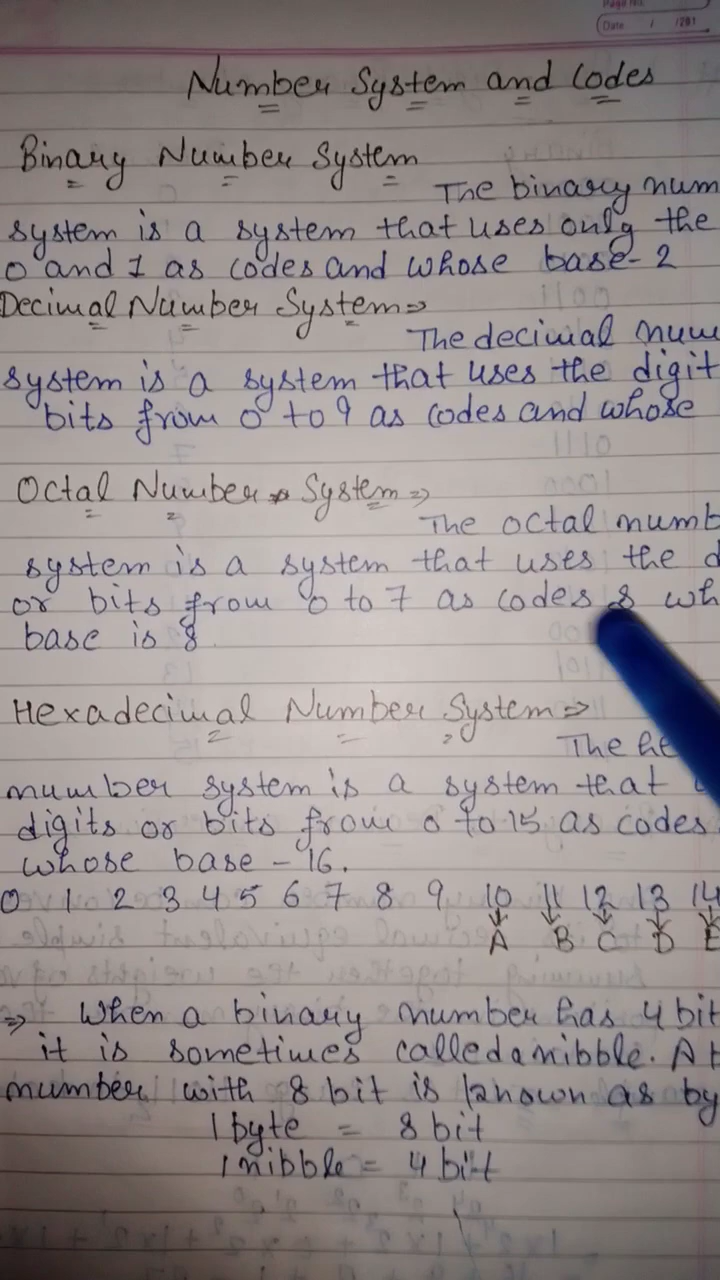 Page No.
Date / /201
Number System and Codes
Binary Number System
The binary num
system is a system that uses only the
0 and 1 as codes and whose base-2
Decimal Number System⇒
The decimal num
system is a system that uses the digit
bits from 0 to 9 as codes and whose
Octal Number System⇒
The octal numb
system is a system that uses the d
or bits from 0 to 7 as codes & wh
base is 8
Hexadecimal Number System⇒
The he
number system is a system that
digits or bits from 0 to 15 as codes
whose base - 16.
0 1 2 3 4 5 6 7 8 9 10 11 12 13 14
A B C D E
⇒ When a binary number has 4 bit
it is sometimes called a nibble. A b
number with 8 bit is known as by
1 byte = 8 bit
1 nibble = 4 bit